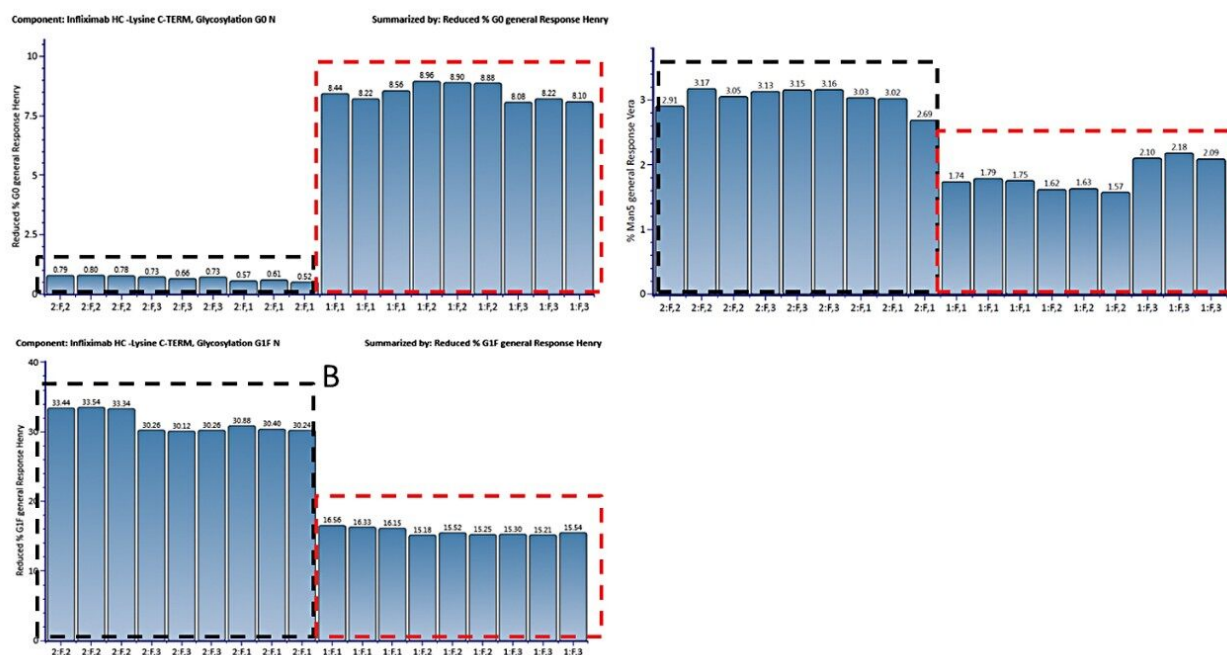 Component: Infliximab HC -Lysine C-TERM, Glycosylation G0 N
Summarized by: Reduced % G0 general Response Henry
Reduced % G0 general Response Henry
10
7.5
5
2.5
0
0.79 0.80 0.78 0.73 0.66 0.73 0.57 0.61 0.52 8.44 8.22 8.56 8.96 8.90 8.88 8.08 8.22 8.10
2:F,2 2:F,2 2:F,2 2:F,3 2:F,3 2:F,3 2:F,1 2:F,1 2:F,1 1:F,1 1:F,1 1:F,1 1:F,2 1:F,2 1:F,2 1:F,3 1:F,3 1:F,3
% Man5 general Response Vera
3
2
1
0
2.91 3.17 3.05 3.13 3.15 3.16 3.03 3.02 2.69 1.74 1.79 1.75 1.62 1.63 1.57 2.10 2.18 2.09
2:F,2 2:F,2 2:F,2 2:F,3 2:F,3 2:F,3 2:F,1 2:F,1 2:F,1 1:F,1 1:F,1 1:F,1 1:F,2 1:F,2 1:F,2 1:F,3 1:F,3 1:F,3
Component: Infliximab HC -Lysine C-TERM, Glycosylation G1F N
Summarized by: Reduced % G1F general Response Henry
B
Reduced % G1F general Response Henry
40
30
20
10
0
33.44 33.54 33.34 30.26 30.12 30.26 30.88 30.40 30.24 16.56 16.33 16.15 15.18 15.52 15.25 15.30 15.21 15.54
2:F,2 2:F,2 2:F,2 2:F,3 2:F,3 2:F,3 2:F,1 2:F,1 2:F,1 1:F,1 1:F,1 1:F,1 1:F,2 1:F,2 1:F,2 1:F,3 1:F,3 1:F,3